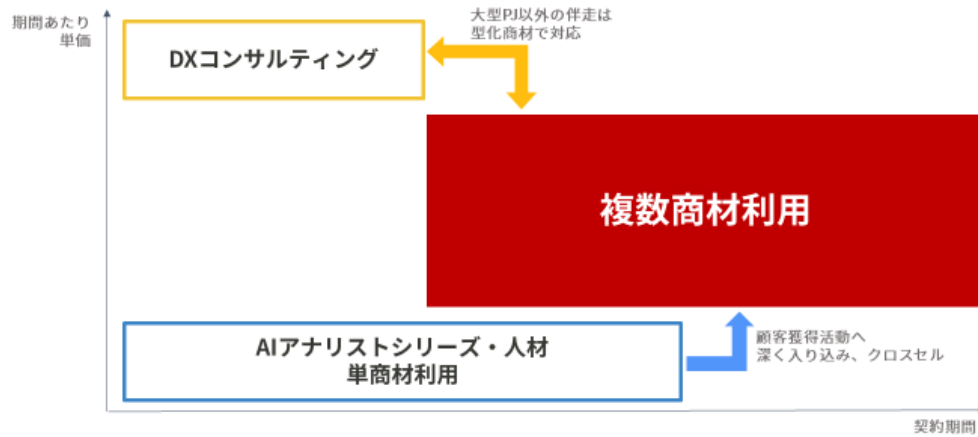 期間あたり
単価
DXコンサルティング
大型PJ以外の伴走は
型化商材で対応
複数商材利用
AIアナリストシリーズ・人材
単商材利用
顧客獲得活動へ
深く入り込み、クロスセル
契約期間